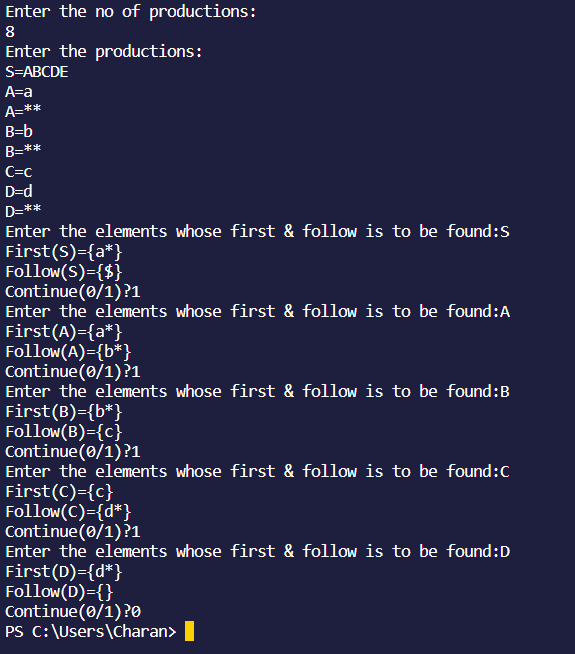 Enter the no of productions:
8
Enter the productions:
S=ABCDE
A=a
A=**
B=b
B=**
C=c
D=d
D=**
Enter the elements whose first & follow is to be found:S
First(S)={a*}
Follow(S)={$}
Continue(0/1)?1
Enter the elements whose first & follow is to be found:A
First(A)={a*}
Follow(A)={b*}
Continue(0/1)?1
Enter the elements whose first & follow is to be found:B
First(B)={b*}
Follow(B)={c}
Continue(0/1)?1
Enter the elements whose first & follow is to be found:C
First(C)={c}
Follow(C)={d*}
Continue(0/1)?1
Enter the elements whose first & follow is to be found:D
First(D)={d*}
Follow(D)={}
Continue(0/1)?0
PS C:\Users\Charan>